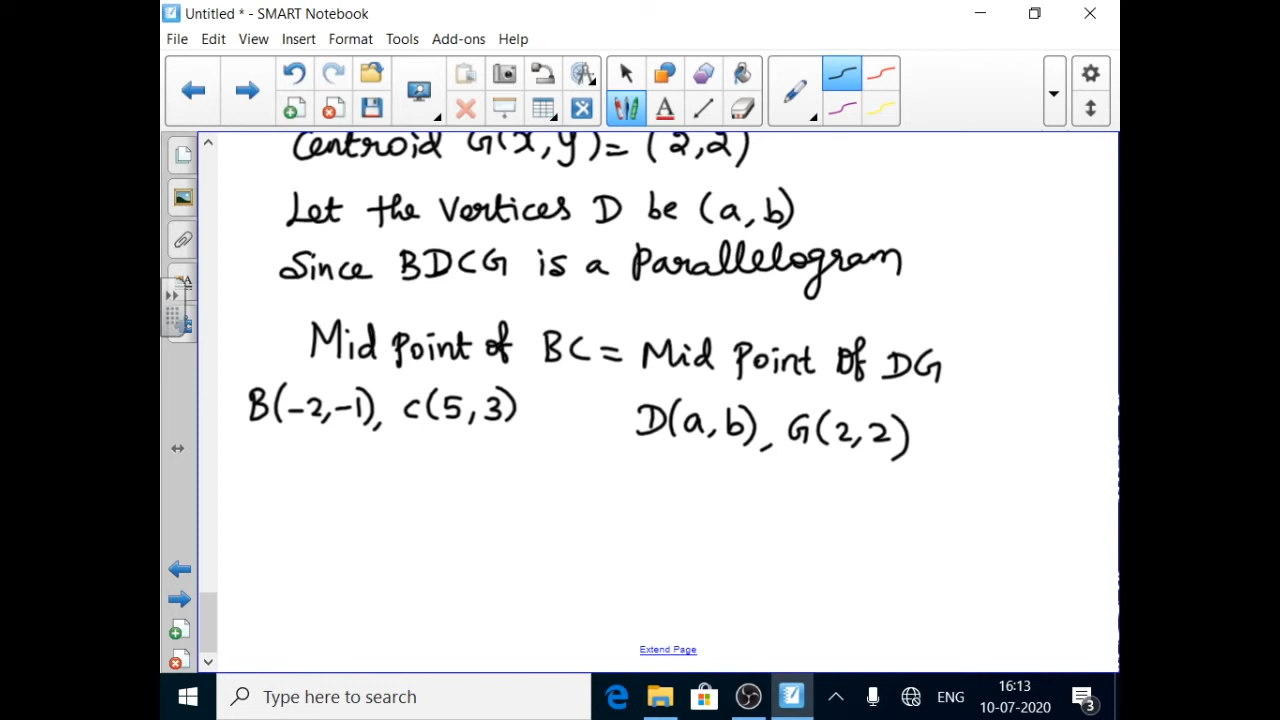 Untitled * - SMART Notebook
File Edit View Insert Format Tools Add-ons Help
Centroid G(x,y) = (2,2)
Let the Vertices D be (a,b)
Since BDCG is a Parallelogram
Mid point of BC = Mid Point Of DG
B(-2,-1), C(5,3) D(a,b), G(2,2)
Extend Page
Type here to search
ENG
16:13
10-07-2020
3